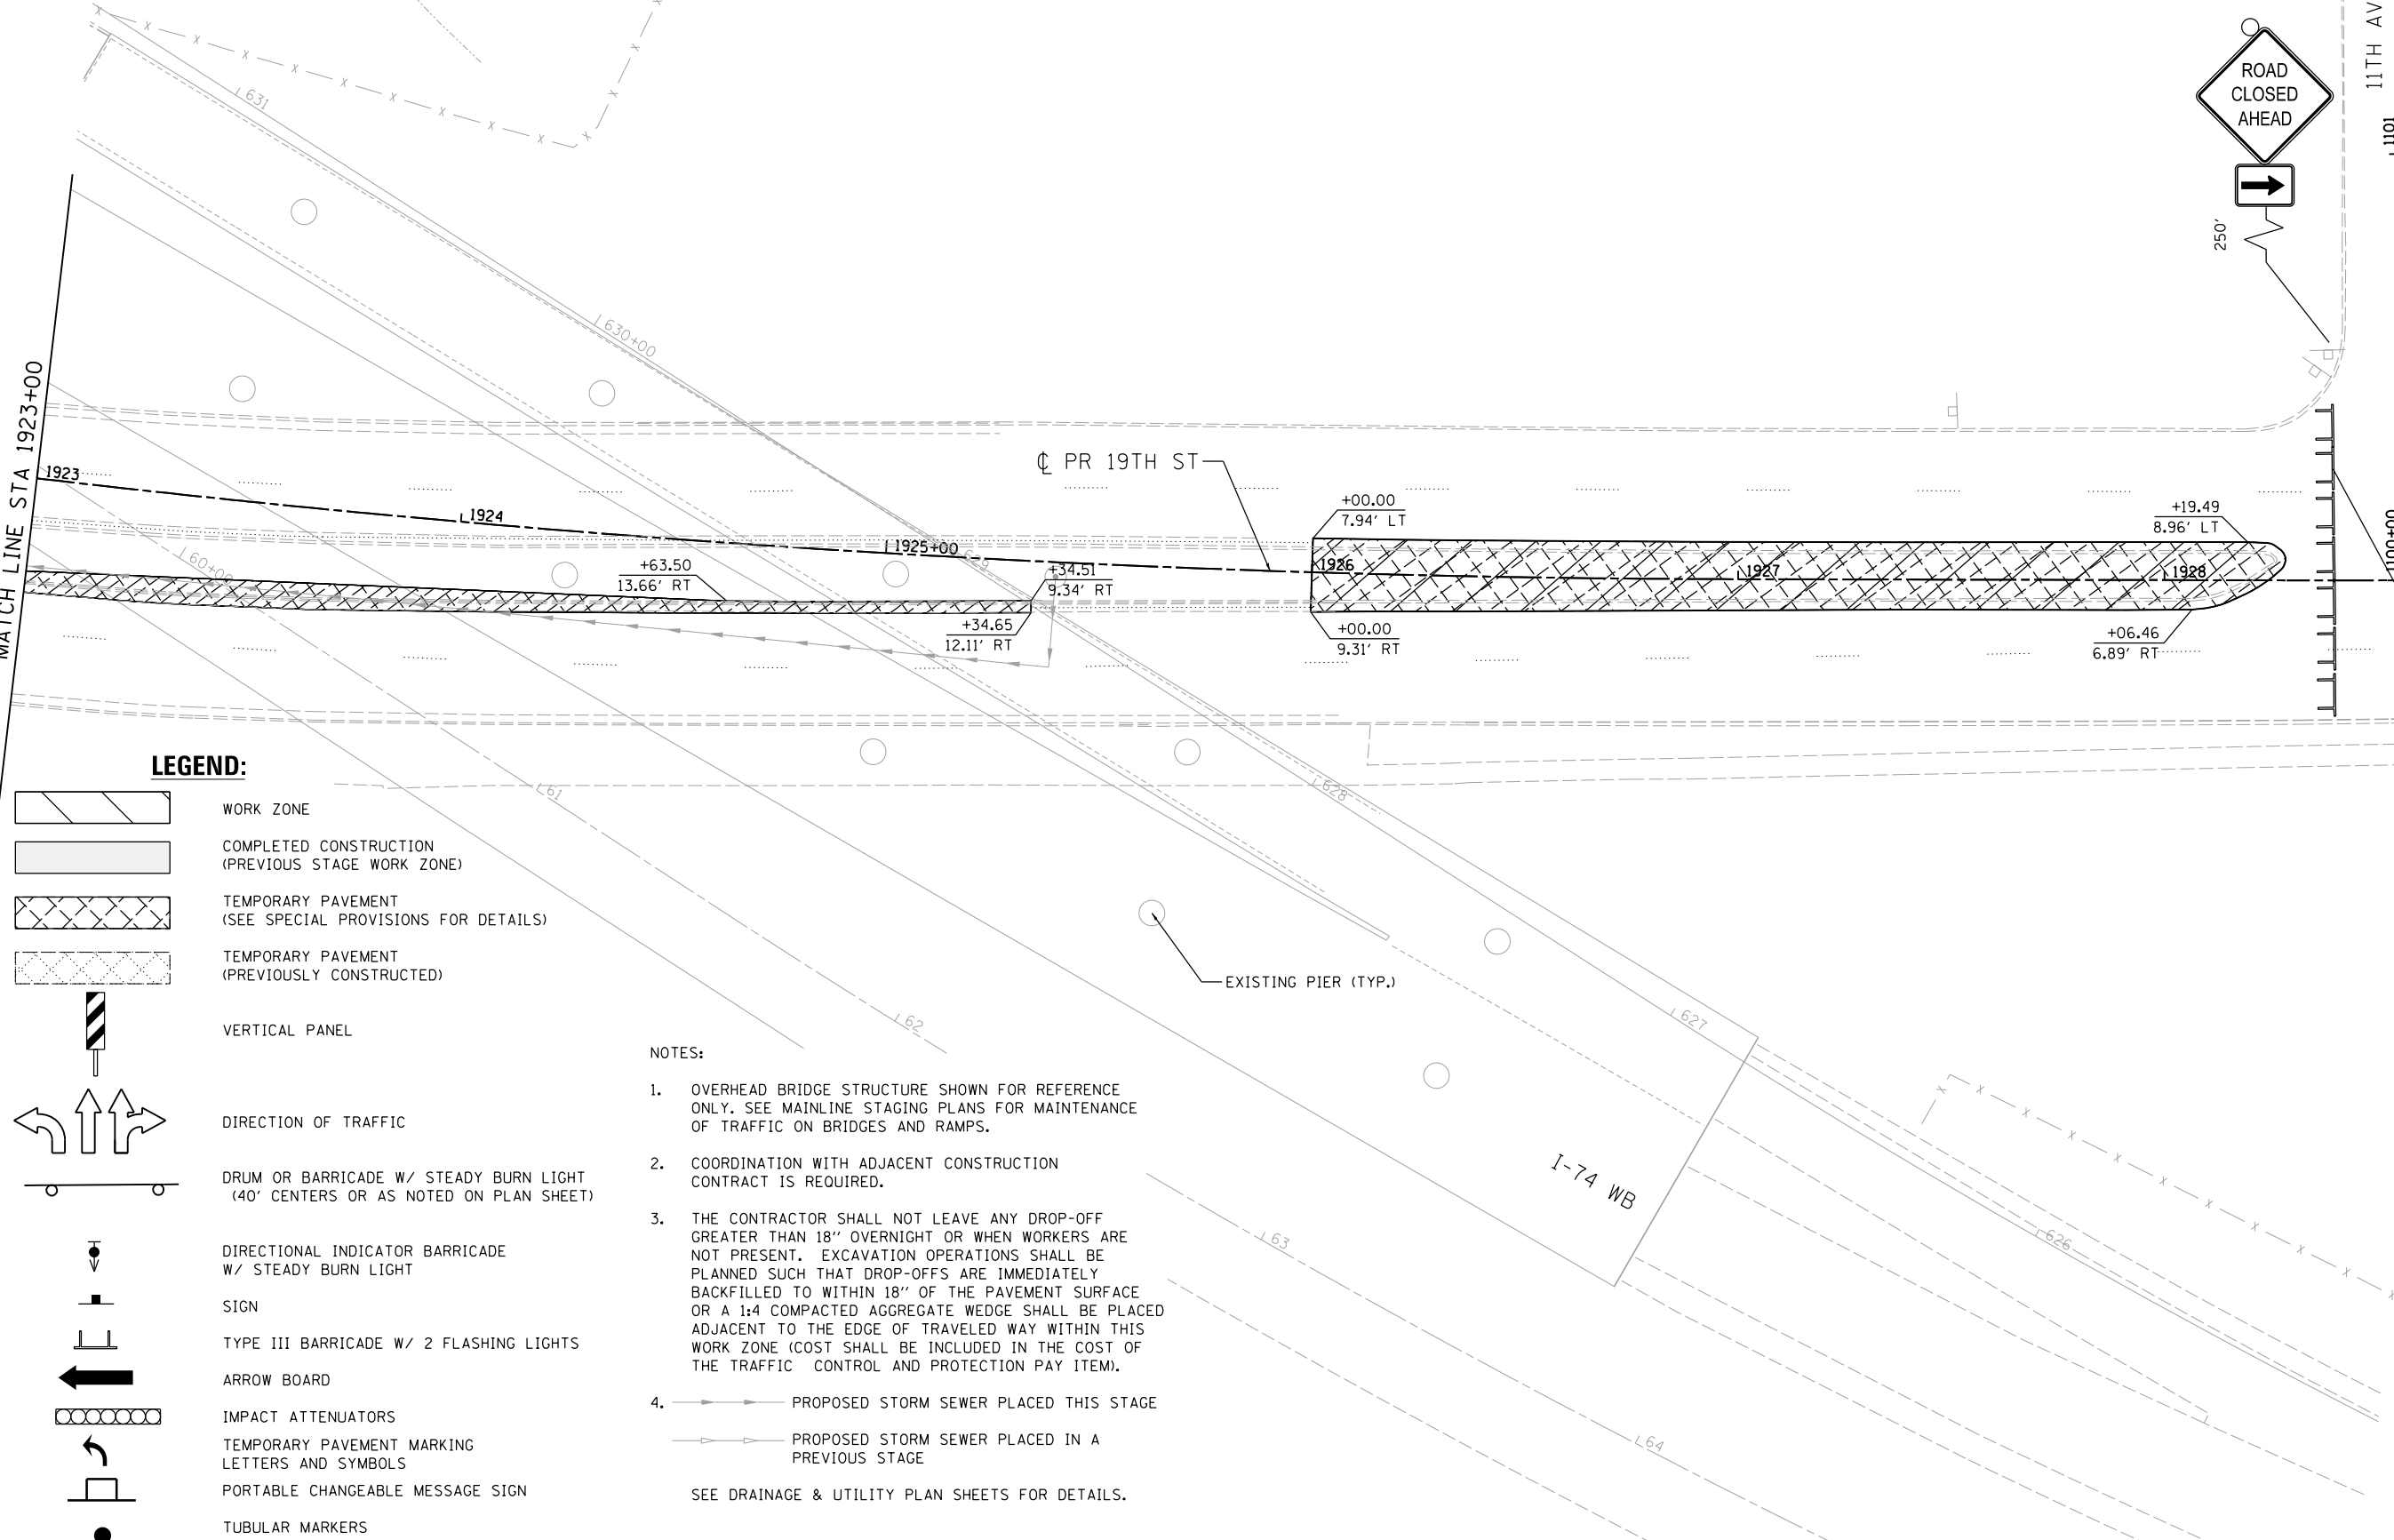 631
ROAD
CLOSED
AHEAD
250'
11TH AV
1101
630+00
MATCH LINE STA 1923+00
1923
1924
1925+00
629
60+00
+63.50
13.66' RT
+34.51
9.34' RT
+34.65
12.11' RT
℄ PR 19TH ST
+00.00
7.94' LT
1926
1927
1928
+19.49
8.96' LT
+00.00
9.31' RT
+06.46
6.89' RT
1100+00
61
628
62
EXISTING PIER (TYP.)
627
I-74 WB
626
63
64
LEGEND:
WORK ZONE
COMPLETED CONSTRUCTION
(PREVIOUS STAGE WORK ZONE)
TEMPORARY PAVEMENT
(SEE SPECIAL PROVISIONS FOR DETAILS)
TEMPORARY PAVEMENT
(PREVIOUSLY CONSTRUCTED)
VERTICAL PANEL
DIRECTION OF TRAFFIC
DRUM OR BARRICADE W/ STEADY BURN LIGHT
(40' CENTERS OR AS NOTED ON PLAN SHEET)
DIRECTIONAL INDICATOR BARRICADE
W/ STEADY BURN LIGHT
SIGN
TYPE III BARRICADE W/ 2 FLASHING LIGHTS
ARROW BOARD
IMPACT ATTENUATORS
TEMPORARY PAVEMENT MARKING
LETTERS AND SYMBOLS
PORTABLE CHANGEABLE MESSAGE SIGN
TUBULAR MARKERS
NOTES:
1. OVERHEAD BRIDGE STRUCTURE SHOWN FOR REFERENCE
ONLY. SEE MAINLINE STAGING PLANS FOR MAINTENANCE
OF TRAFFIC ON BRIDGES AND RAMPS.
2. COORDINATION WITH ADJACENT CONSTRUCTION
CONTRACT IS REQUIRED.
3. THE CONTRACTOR SHALL NOT LEAVE ANY DROP-OFF
GREATER THAN 18'' OVERNIGHT OR WHEN WORKERS ARE
NOT PRESENT. EXCAVATION OPERATIONS SHALL BE
PLANNED SUCH THAT DROP-OFFS ARE IMMEDIATELY
BACKFILLED TO WITHIN 18'' OF THE PAVEMENT SURFACE
OR A 1:4 COMPACTED AGGREGATE WEDGE SHALL BE PLACED
ADJACENT TO THE EDGE OF TRAVELED WAY WITHIN THIS
WORK ZONE (COST SHALL BE INCLUDED IN THE COST OF
THE TRAFFIC CONTROL AND PROTECTION PAY ITEM).
4. PROPOSED STORM SEWER PLACED THIS STAGE
PROPOSED STORM SEWER PLACED IN A
PREVIOUS STAGE
SEE DRAINAGE & UTILITY PLAN SHEETS FOR DETAILS.